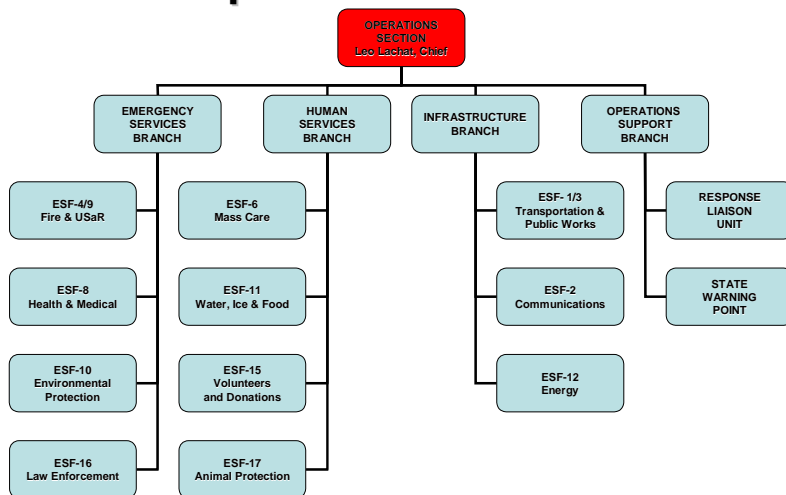 OPERATIONS
SECTION
Leo Lachat, Chief
EMERGENCY
SERVICES
BRANCH
HUMAN
SERVICES
BRANCH
INFRASTRUCTURE
BRANCH
OPERATIONS
SUPPORT
BRANCH
ESF-4/9
Fire & USaR
ESF-6
Mass Care
ESF- 1/3
Transportation &
Public Works
RESPONSE
LIAISON
UNIT
ESF-8
Health & Medical
ESF-11
Water, Ice & Food
ESF-2
Communications
STATE
WARNING
POINT
ESF-10
Environmental
Protection
ESF-15
Volunteers
and Donations
ESF-12
Energy
ESF-16
Law Enforcement
ESF-17
Animal Protection